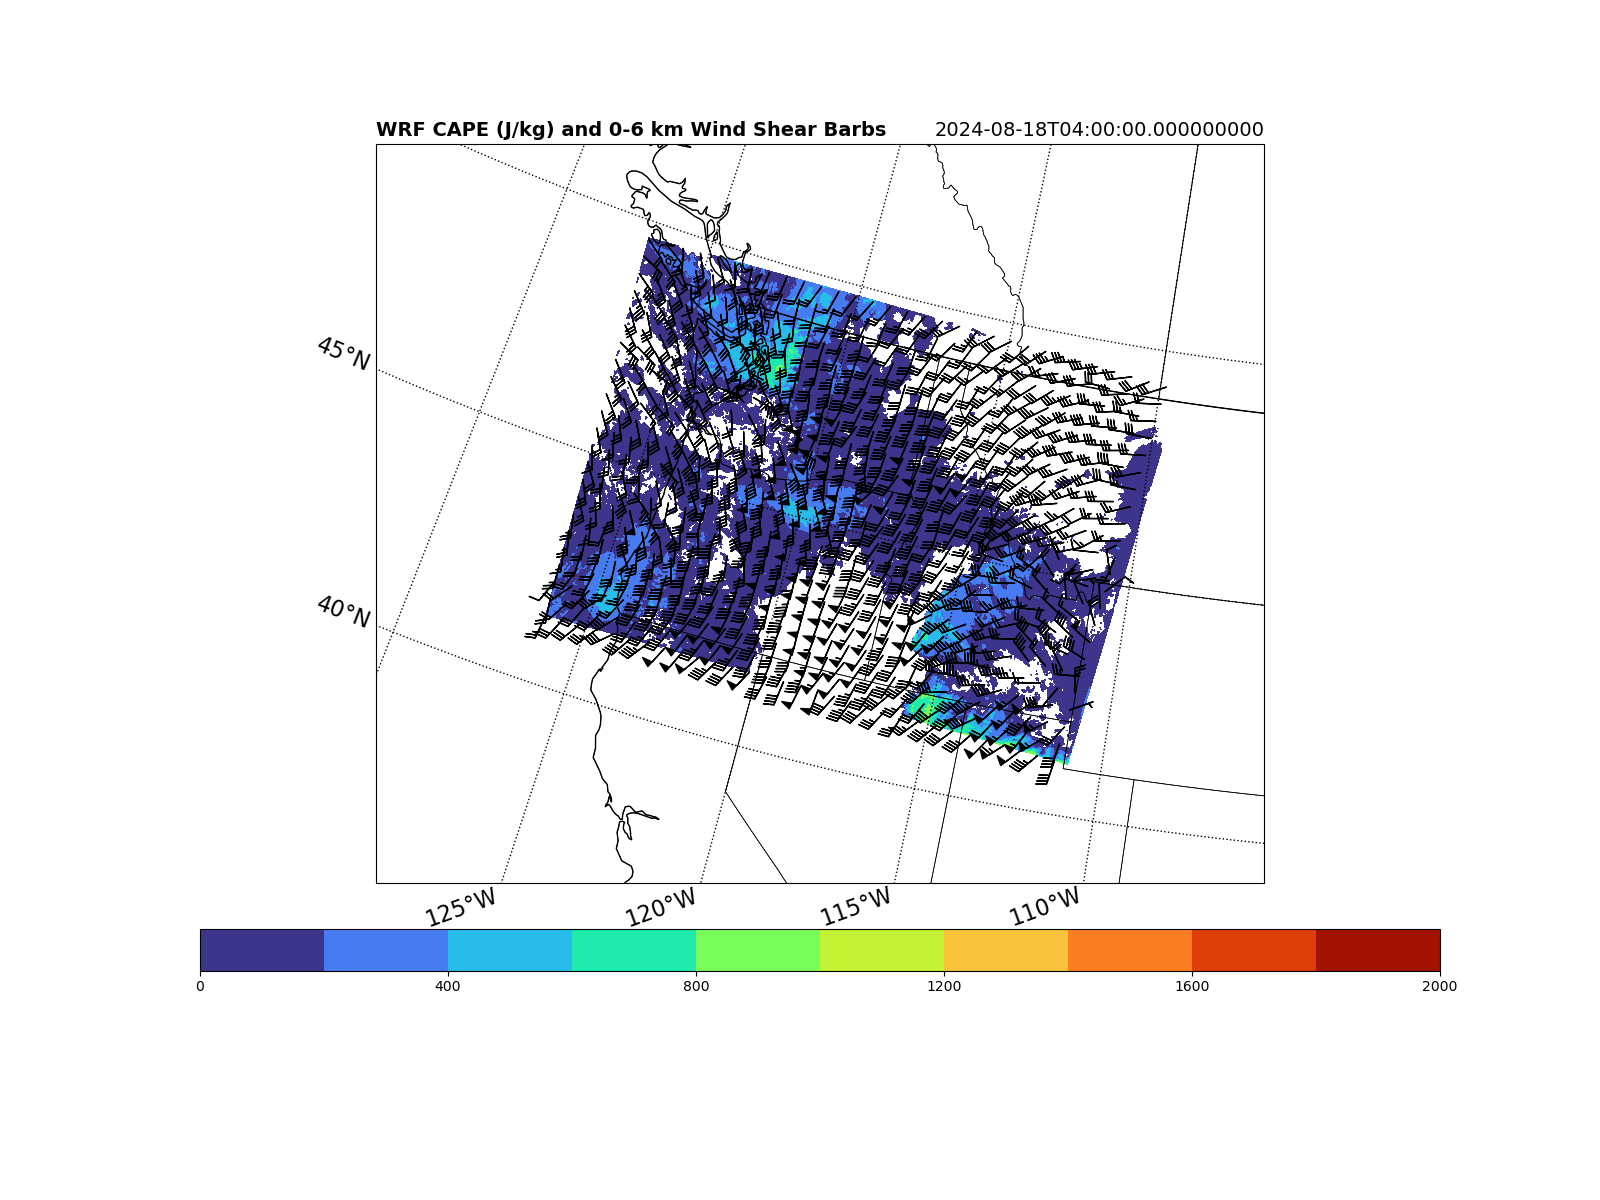 WRF CAPE (J/kg) and 0-6 km Wind Shear Barbs 2024-08-18T04:00:00.000000000
45°N
40°N
125°W 120°W 115°W 110°W
0 400 800 1200 1600 2000